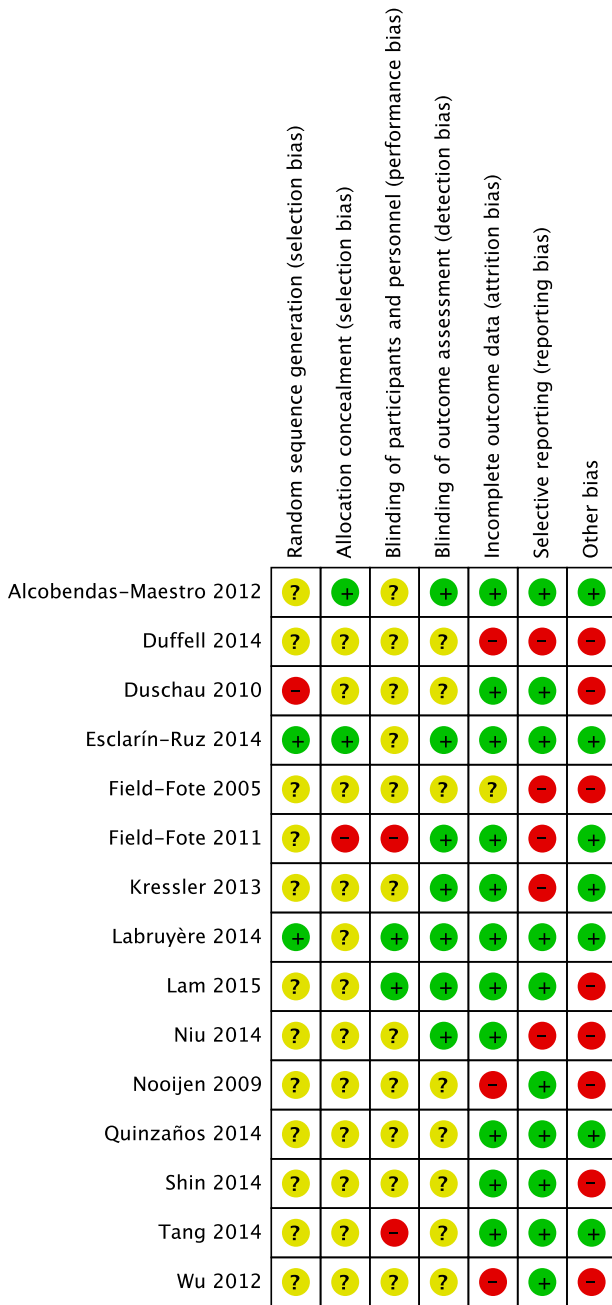 Random sequence generation (selection bias)
Allocation concealment (selection bias)
Blinding of participants and personnel (performance bias)
Blinding of outcome assessment (detection bias)
Incomplete outcome data (attrition bias)
Selective reporting (reporting bias)
Other bias
Alcobendas-Maestro 2012 ? + ? + + + +
Duffell 2014 ? ? ? ? - - -
Duschau 2010 - ? ? ? + + -
Esclarín-Ruz 2014 + + ? + + + +
Field-Fote 2005 ? ? ? ? ? - -
Field-Fote 2011 ? - - + + - +
Kressler 2013 ? ? ? + + - +
Labruyère 2014 + ? + + + + +
Lam 2015 ? ? + + + + -
Niu 2014 ? ? ? + + - -
Nooijen 2009 ? ? ? ? - + -
Quinzaños 2014 ? ? ? ? + + +
Shin 2014 ? ? ? ? + + -
Tang 2014 ? ? - ? + + +
Wu 2012 ? ? ? ? - + -